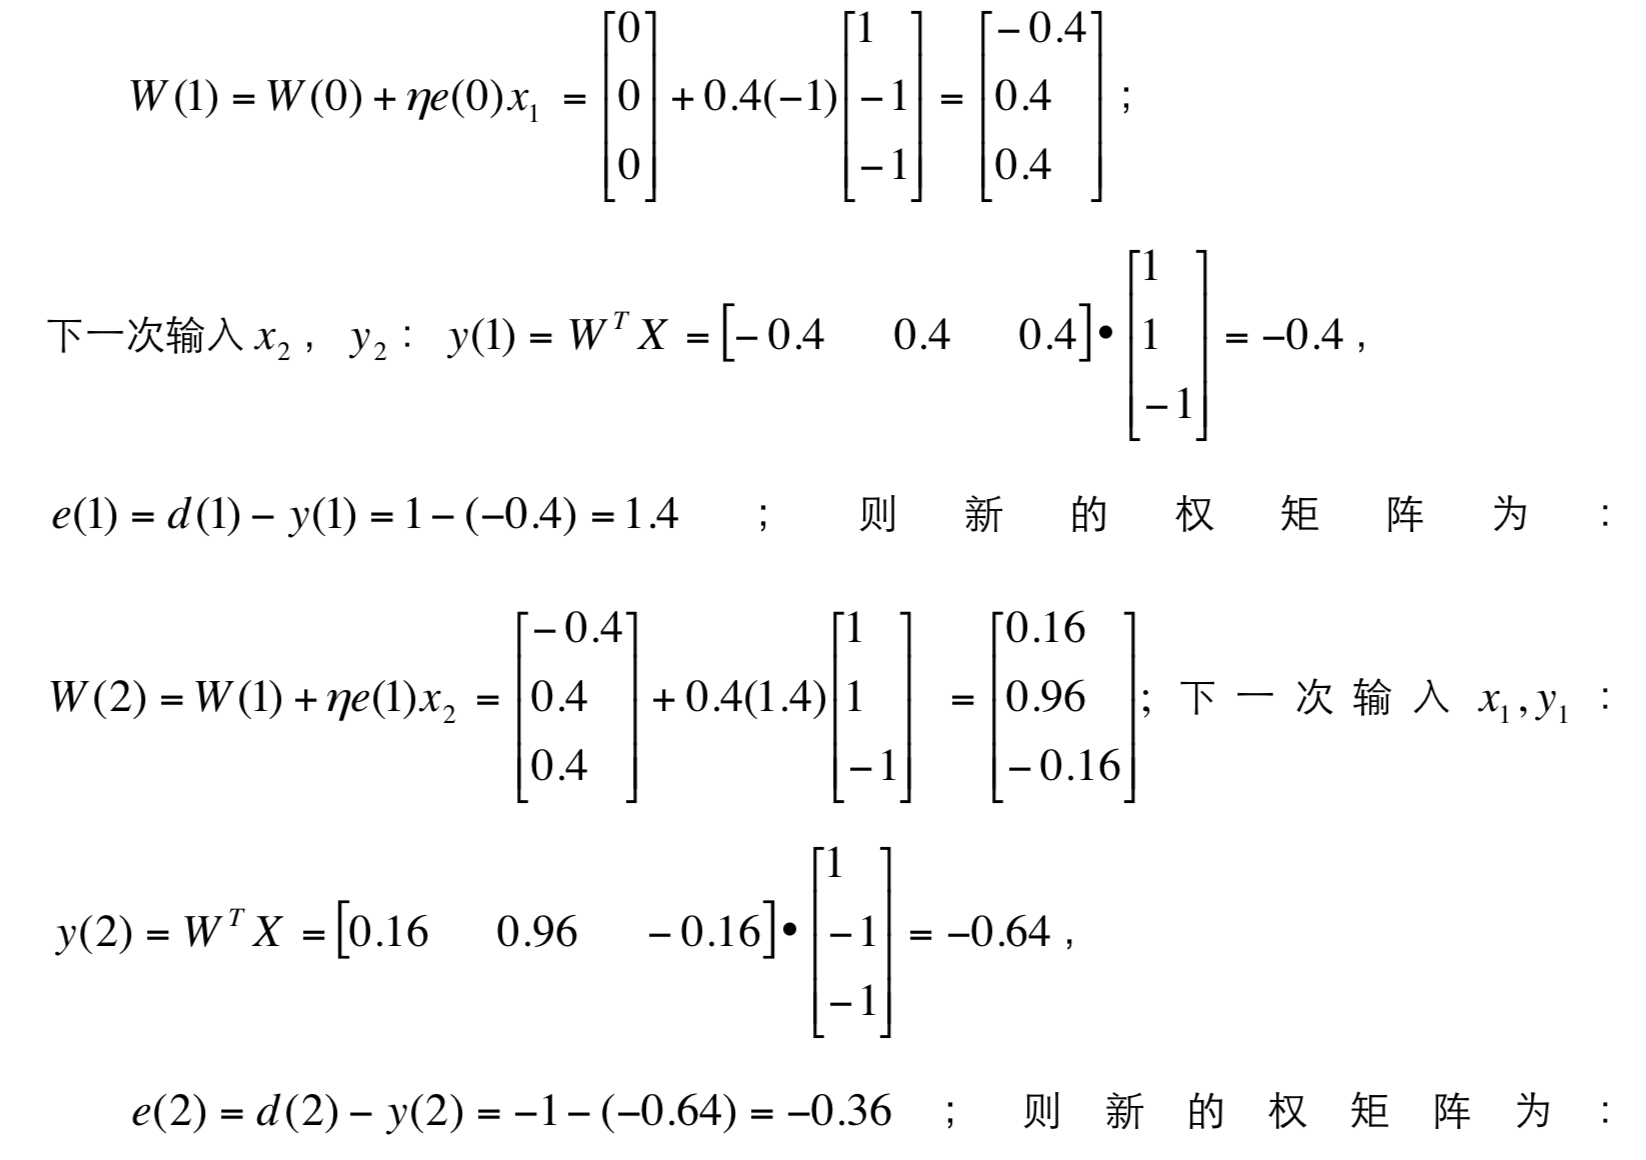 W(1) = W(0) + ηe(0)x₁ = [0 0 0] + 0.4(−1)[1 −1 −1] = [−0.4 0.4 0.4] ；
下一次输入 x₂ ， y₂ ： y(1) = WᵀX = [−0.4 0.4 0.4]•[1 1 −1] = −0.4 ，
e(1) = d(1) − y(1) = 1 − (−0.4) = 1.4 ； 则新的权矩阵为：
W(2) = W(1) + ηe(1)x₂ = [−0.4 0.4 0.4] + 0.4(1.4)[1 1 −1] = [0.16 0.96 −0.16]; 下一次输入 x₁, y₁ ：
y(2) = WᵀX = [0.16 0.96 −0.16]•[1 −1 −1] = −0.64 ，
e(2) = d(2) − y(2) = −1 − (−0.64) = −0.36 ； 则新的权矩阵为：